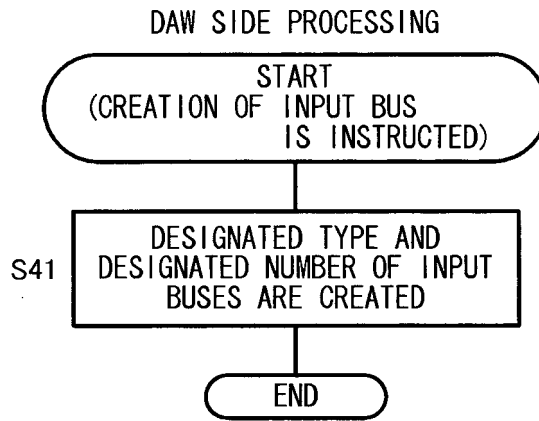 DAW SIDE PROCESSING
START
(CREATION OF INPUT BUS
IS INSTRUCTED)
S41
DESIGNATED TYPE AND
DESIGNATED NUMBER OF INPUT
BUSES ARE CREATED
END